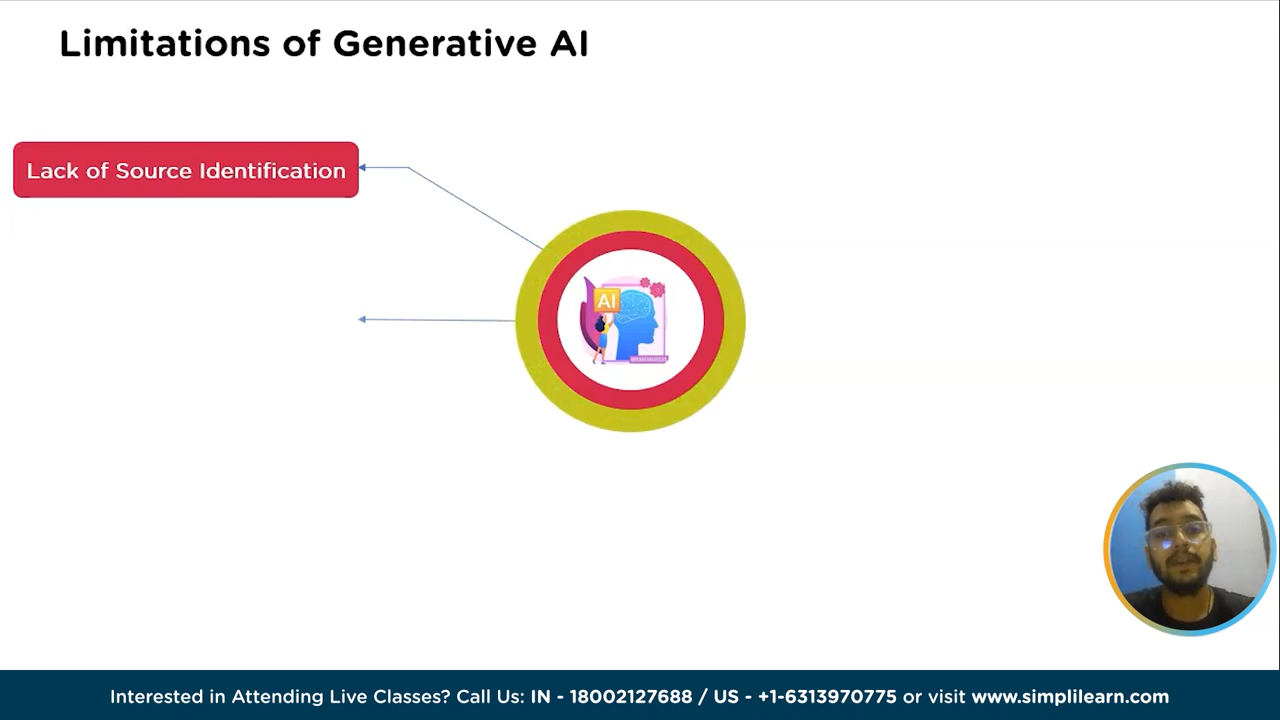 Limitations of Generative AI
Lack of Source Identification
AI
Interested in Attending Live Classes? Call Us: IN - 18002127688 / US - +1-6313970775 or visit www.simplilearn.com